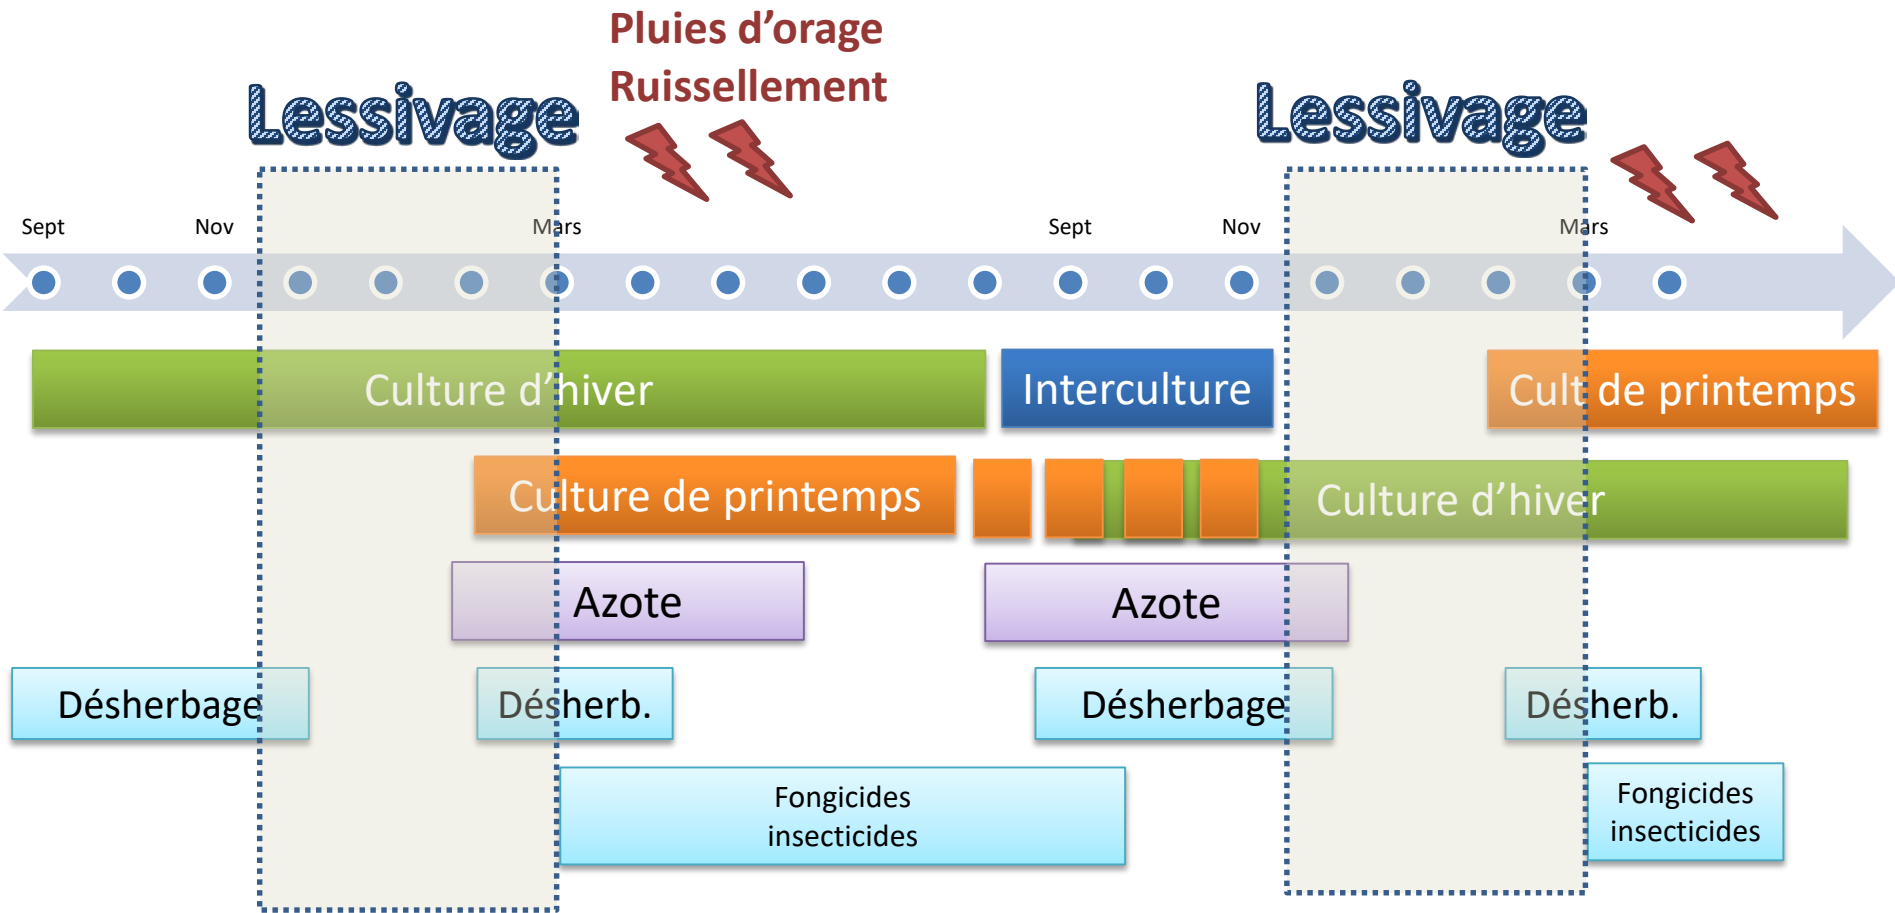 Pluies d’orage
Ruissellement
Lessivage
Lessivage
Sept
Nov
Mars
Sept
Nov
Mars
Culture d’hiver
Interculture
Cult de printemps
Culture de printemps
Culture d’hiver
Azote
Azote
Désherbage
Désherb.
Désherbage
Désherb.
Fongicides
insecticides
Fongicides
insecticides